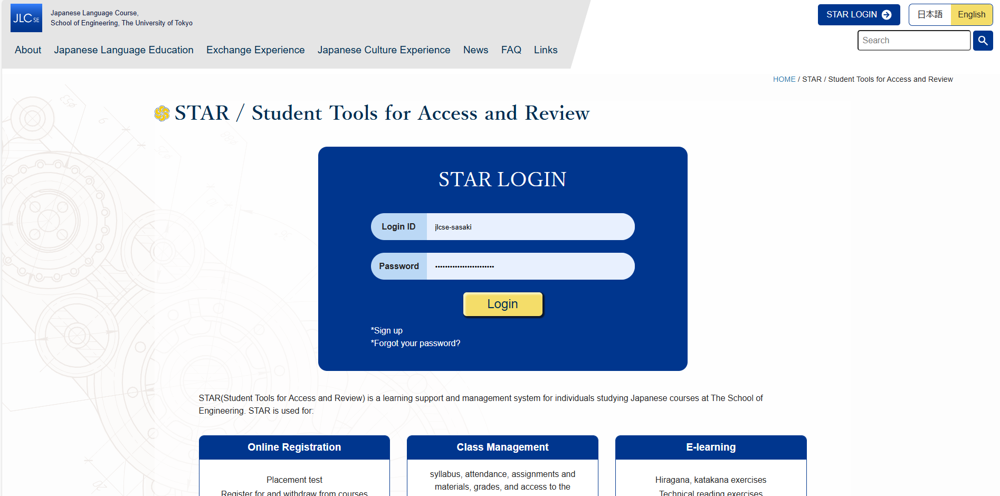 JLC SE
Japanese Language Course,
School of Engineering, The University of Tokyo
STAR LOGIN
日本語
English
Search
About
Japanese Language Education
Exchange Experience
Japanese Culture Experience
News
FAQ
Links
HOME / STAR / Student Tools for Access and Review
STAR / Student Tools for Access and Review
STAR LOGIN
Login ID
jlcse-sasaki
Password
Login
*Sign up
*Forgot your password?
STAR(Student Tools for Access and Review) is a learning support and management system for individuals studying Japanese courses at The School of
Engineering. STAR is used for:
Online Registration
Placement test
Register for and withdraw from courses
Class Management
syllabus, attendance, assignments and
materials, grades, and access to the
E-learning
Hiragana, katakana exercises
Technical reading exercises